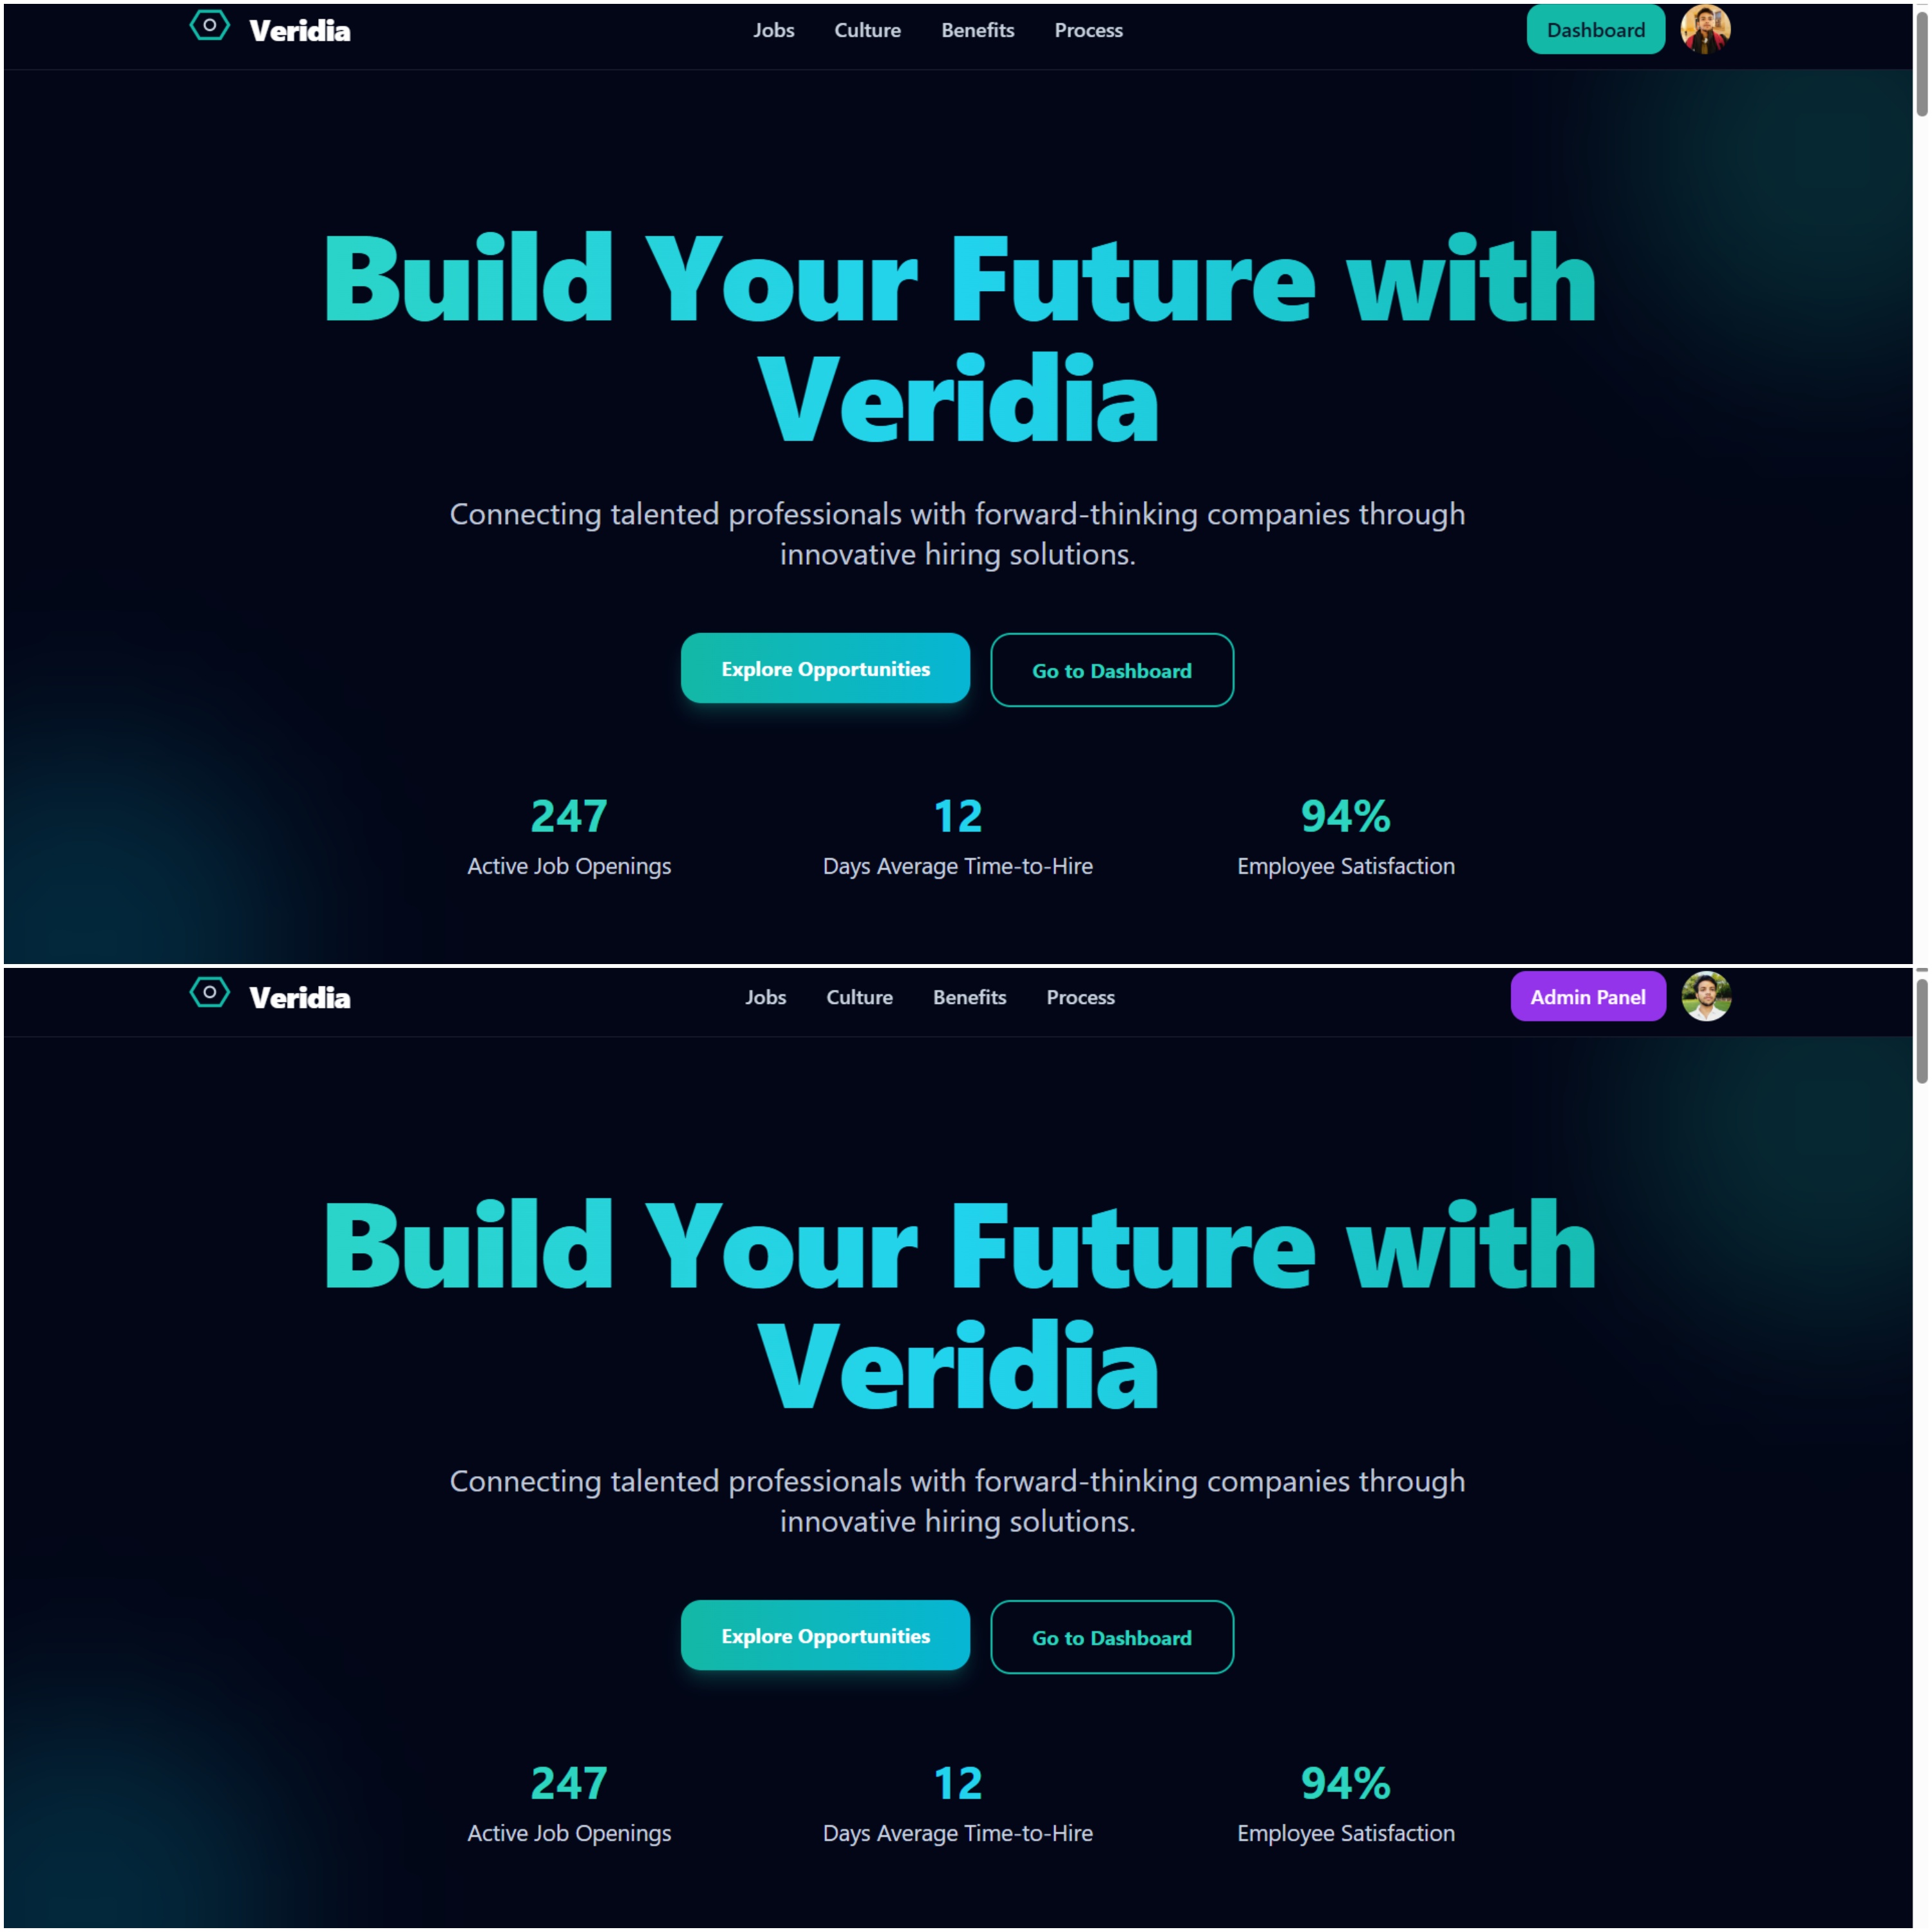 Veridia
Jobs Culture Benefits Process
Dashboard
Build Your Future with
Veridia
Connecting talented professionals with forward-thinking companies through
innovative hiring solutions.
Explore Opportunities
Go to Dashboard
247
Active Job Openings
12
Days Average Time-to-Hire
94%
Employee Satisfaction
Veridia
Jobs Culture Benefits Process
Admin Panel
Build Your Future with
Veridia
Connecting talented professionals with forward-thinking companies through
innovative hiring solutions.
Explore Opportunities
Go to Dashboard
247
Active Job Openings
12
Days Average Time-to-Hire
94%
Employee Satisfaction